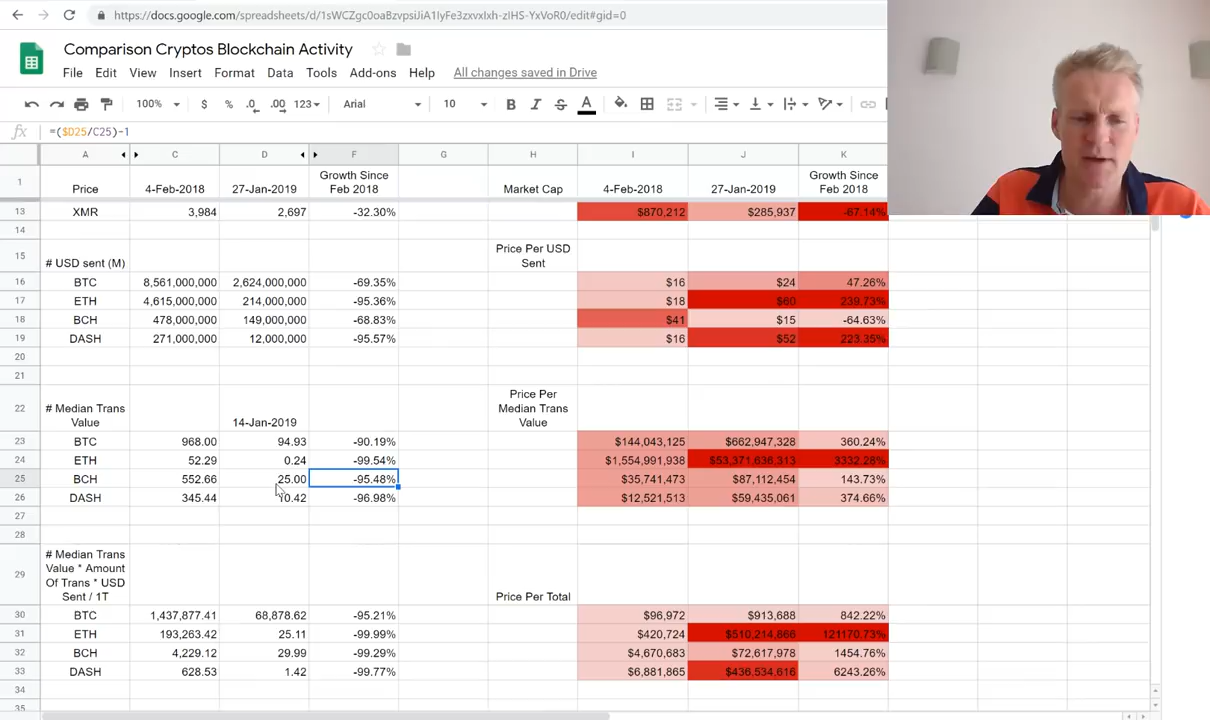 https://docs.google.com/spreadsheets/d/1sWCZgc0oaBzvpsiJiA1IyFe3zxvxIxh-zIHS-YxVoR0/edit#gid=0
Comparison Cryptos Blockchain Activity
File Edit View Insert Format Data Tools Add-ons Help All changes saved in Drive
100% $ % .0 .00 123 Arial 10 B I S A
fx =($D25/C25)-1
A C D F G H I J K
1 Price 4-Feb-2018 27-Jan-2019 Growth Since Feb 2018 Market Cap 4-Feb-2018 27-Jan-2019 Growth Since Feb 2018
13 XMR 3,984 2,697 -32.30% $870,212 $285,937 -67.14%
14
15 # USD sent (M) Price Per USD Sent
16 BTC 8,561,000,000 2,624,000,000 -69.35% $16 $24 47.26%
17 ETH 4,615,000,000 214,000,000 -95.36% $18 $60 239.73%
18 BCH 478,000,000 149,000,000 -68.83% $41 $15 -64.63%
19 DASH 271,000,000 12,000,000 -95.57% $16 $52 223.35%
20
21
22 # Median Trans Value 14-Jan-2019 Price Per Median Trans Value
23 BTC 968.00 94.93 -90.19% $144,043,125 $662,947,328 360.24%
24 ETH 52.29 0.24 -99.54% $1,554,991,938 $53,371,636,313 3332.28%
25 BCH 552.66 25.00 -95.48% $35,741,473 $87,112,454 143.73%
26 DASH 345.44 10.42 -96.98% $12,521,513 $59,435,061 374.66%
27
28
29 # Median Trans Value * Amount Of Trans * USD Sent / 1T Price Per Total
30 BTC 1,437,877.41 68,878.62 -95.21% $96,972 $913,688 842.22%
31 ETH 193,263.42 25.11 -99.99% $420,724 $510,214,866 121170.73%
32 BCH 4,229.12 29.99 -99.29% $4,670,683 $72,617,978 1454.76%
33 DASH 628.53 1.42 -99.77% $6,881,865 $436,534,616 6243.26%
34
35